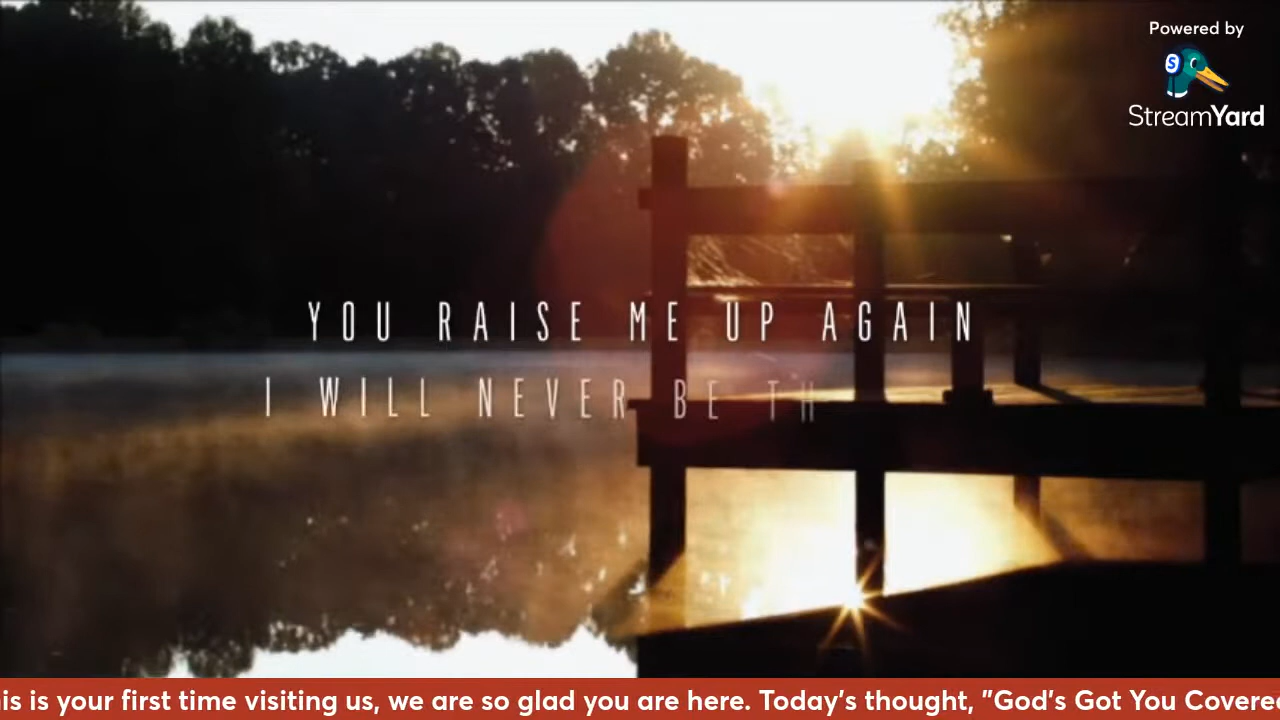 Powered by
S
StreamYard
YOU RAISE ME UP AGAIN
I WILL NEVER BE TH
is is your first time visiting us, we are so glad you are here. Today's thought, "God's Got You Covere